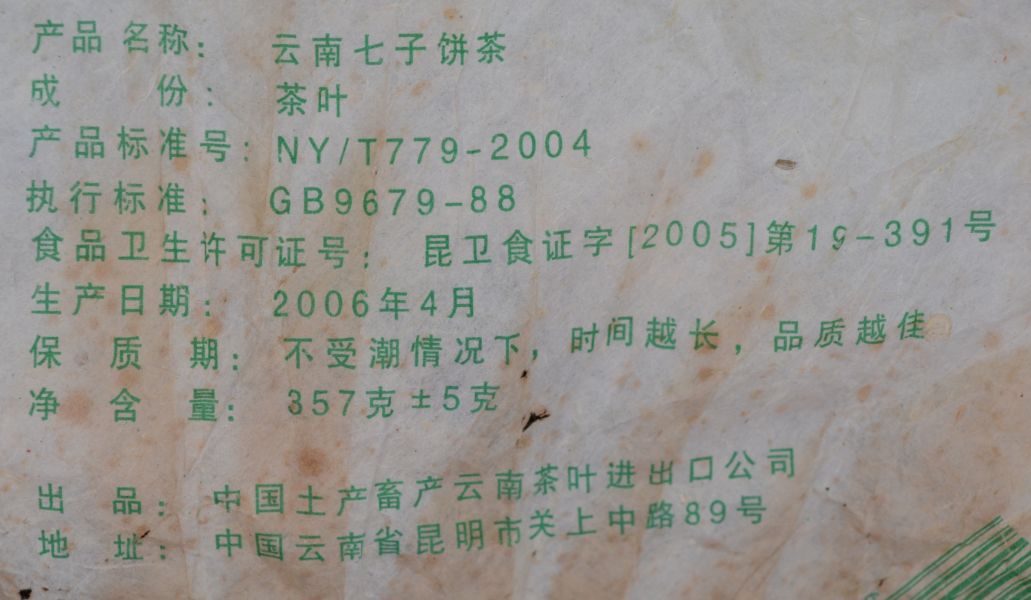 产品名称：云南七子饼茶
成份：茶叶
产品标准号：NY/T779-2004
执行标准：GB9679-88
食品卫生许可证号：昆卫食证字[2005]第19-391号
生产日期：2006年4月
保质期：不受潮情况下，时间越长，品质越佳
净含量：357克±5克
出品：中国土产畜产云南茶叶进出口公司
地址：中国云南省昆明市关上中路89号